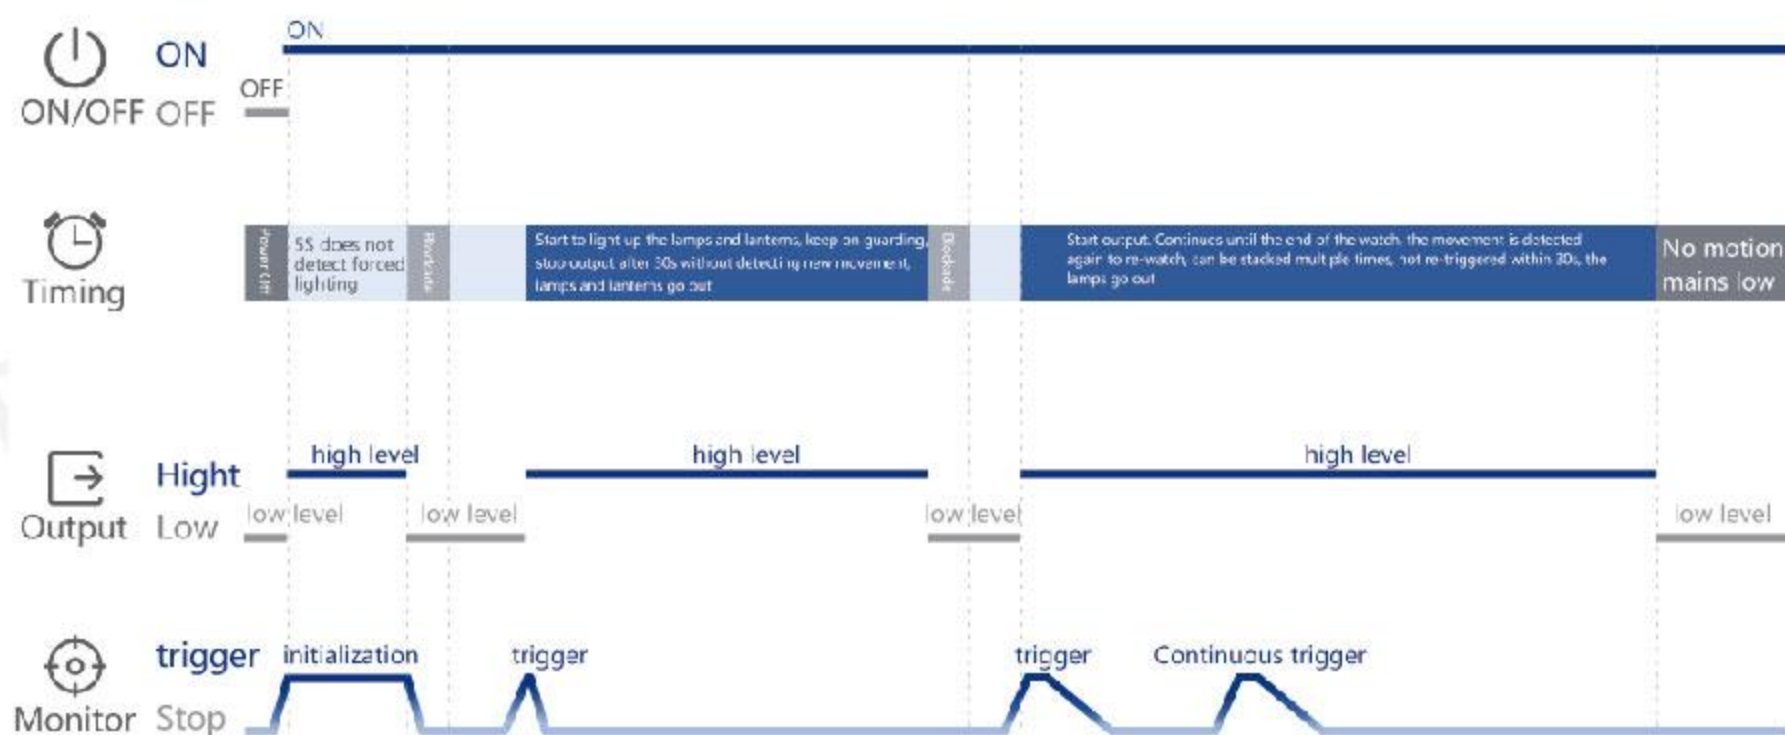 ON
ON
OFF
ON/OFF OFF
Power Off
5S does not
detect forced
lighting
Blockade
Start to light up the lamps and lanterns, keep on guarding,
stop output after 30s without detecting new movement,
lamps and lanterns go out
Blockade
Start output. Continues until the end of the watch, the movement is detected
again to re-watch, can be stacked multiple times, not re-triggered within 30s, the
lamps go out
No motion
mains low
Timing
high level
high level
high level
Hight
low level
low level
low level
low level
Output Low
trigger
initialization
trigger
trigger
Continuous trigger
Monitor Stop